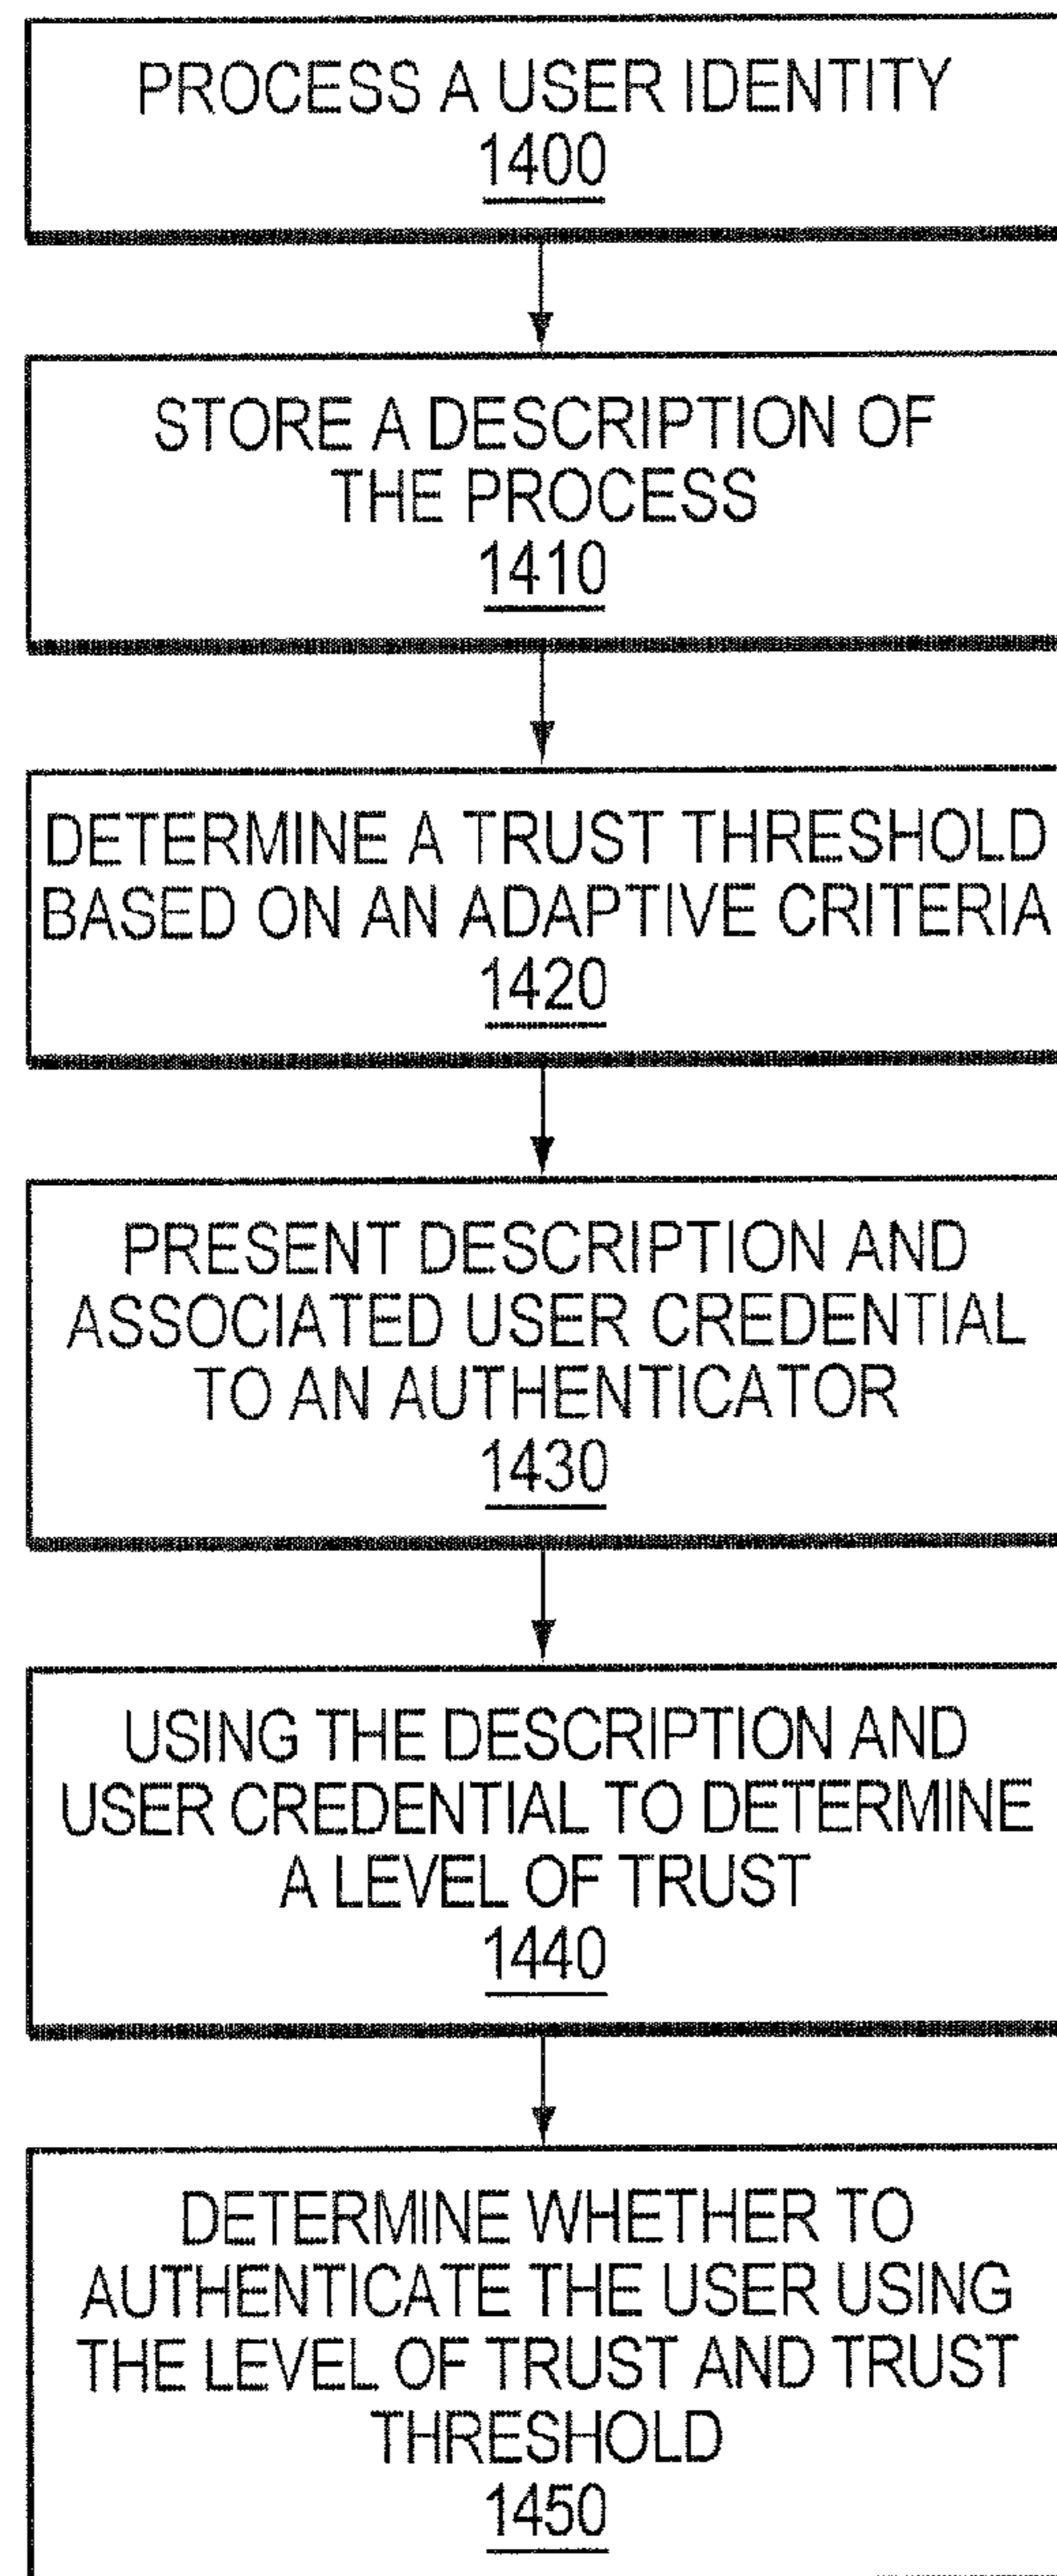 PROCESS A USER IDENTITY
1400
STORE A DESCRIPTION OF
THE PROCESS
1410
DETERMINE A TRUST THRESHOLD
BASED ON AN ADAPTIVE CRITERIA
1420
PRESENT DESCRIPTION AND
ASSOCIATED USER CREDENTIAL
TO AN AUTHENTICATOR
1430
USING THE DESCRIPTION AND
USER CREDENTIAL TO DETERMINE
A LEVEL OF TRUST
1440
DETERMINE WHETHER TO
AUTHENTICATE THE USER USING
THE LEVEL OF TRUST AND TRUST
THRESHOLD
1450